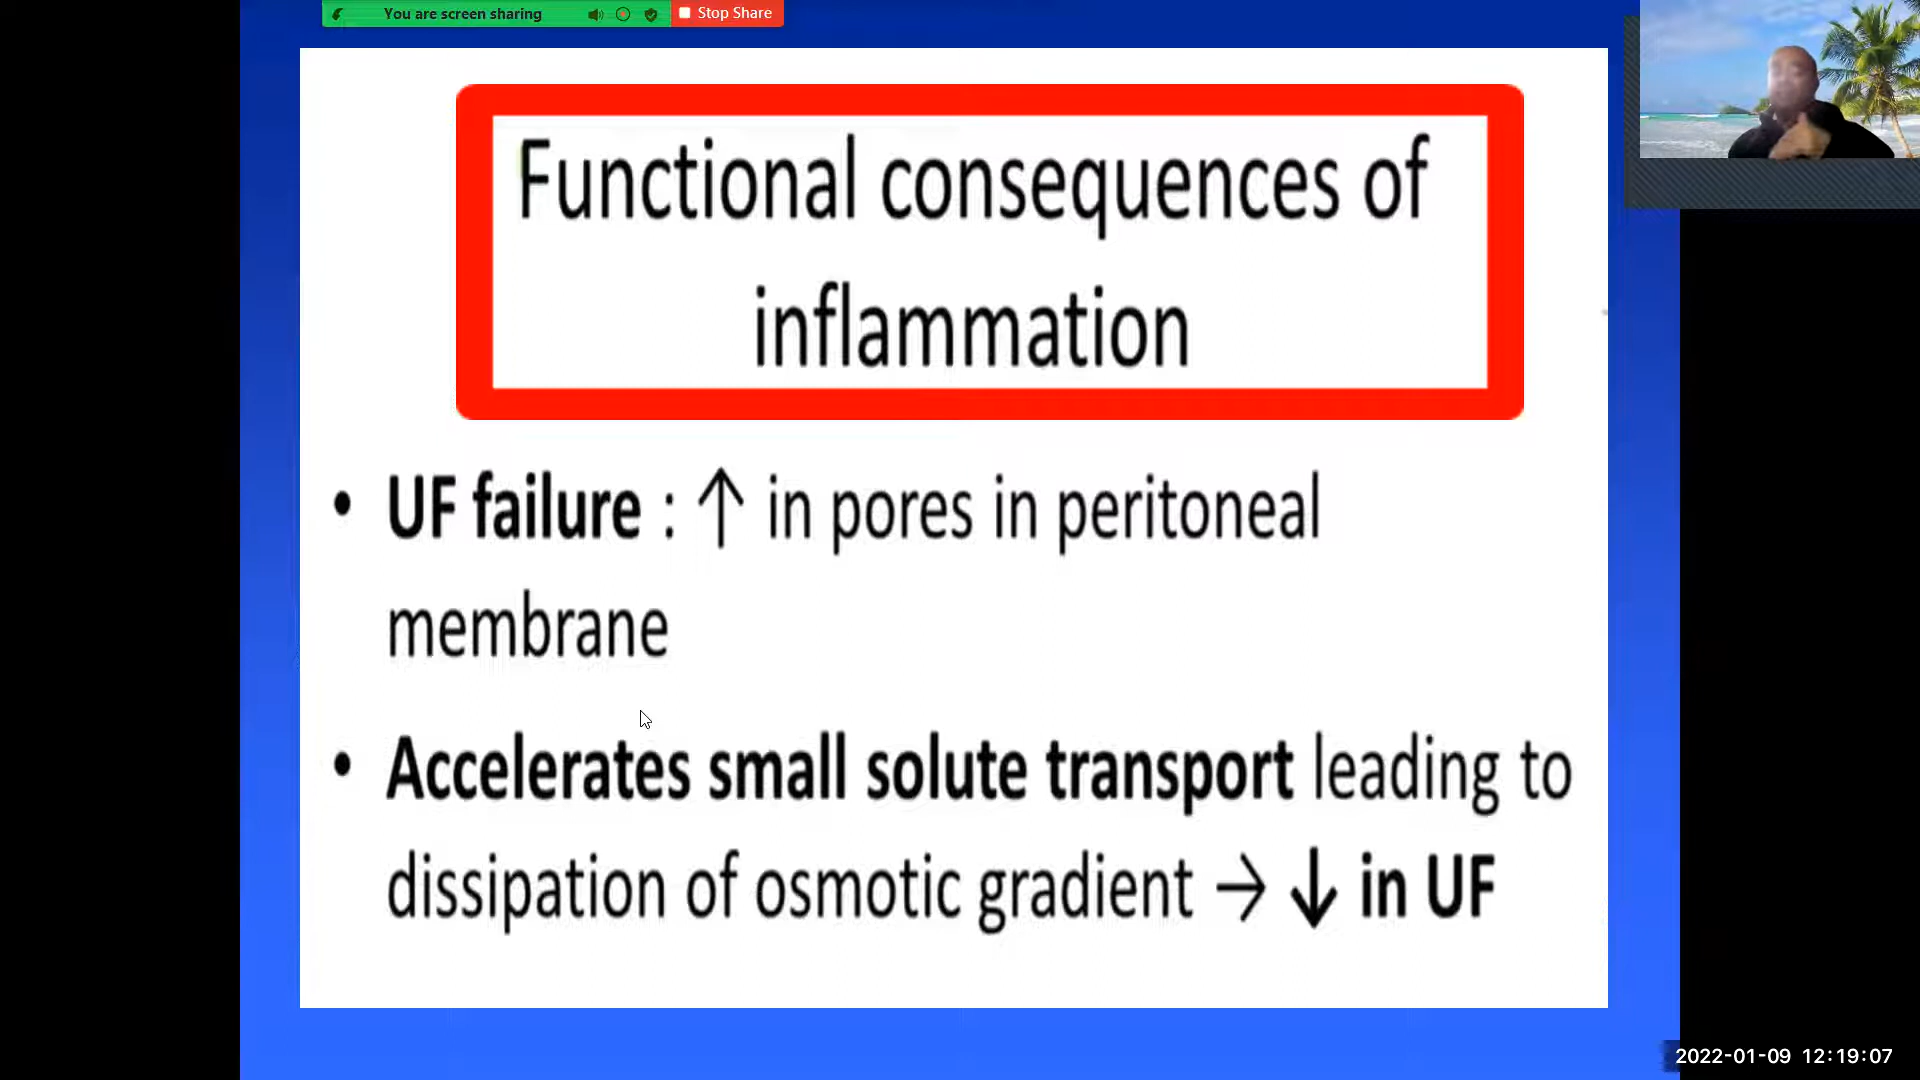 You are screen sharing
Stop Share
Functional consequences of
inflammation
• UF failure : ↑ in pores in peritoneal
membrane
• Accelerates small solute transport leading to
dissipation of osmotic gradient → ↓ in UF
2022-01-09 12:19:07